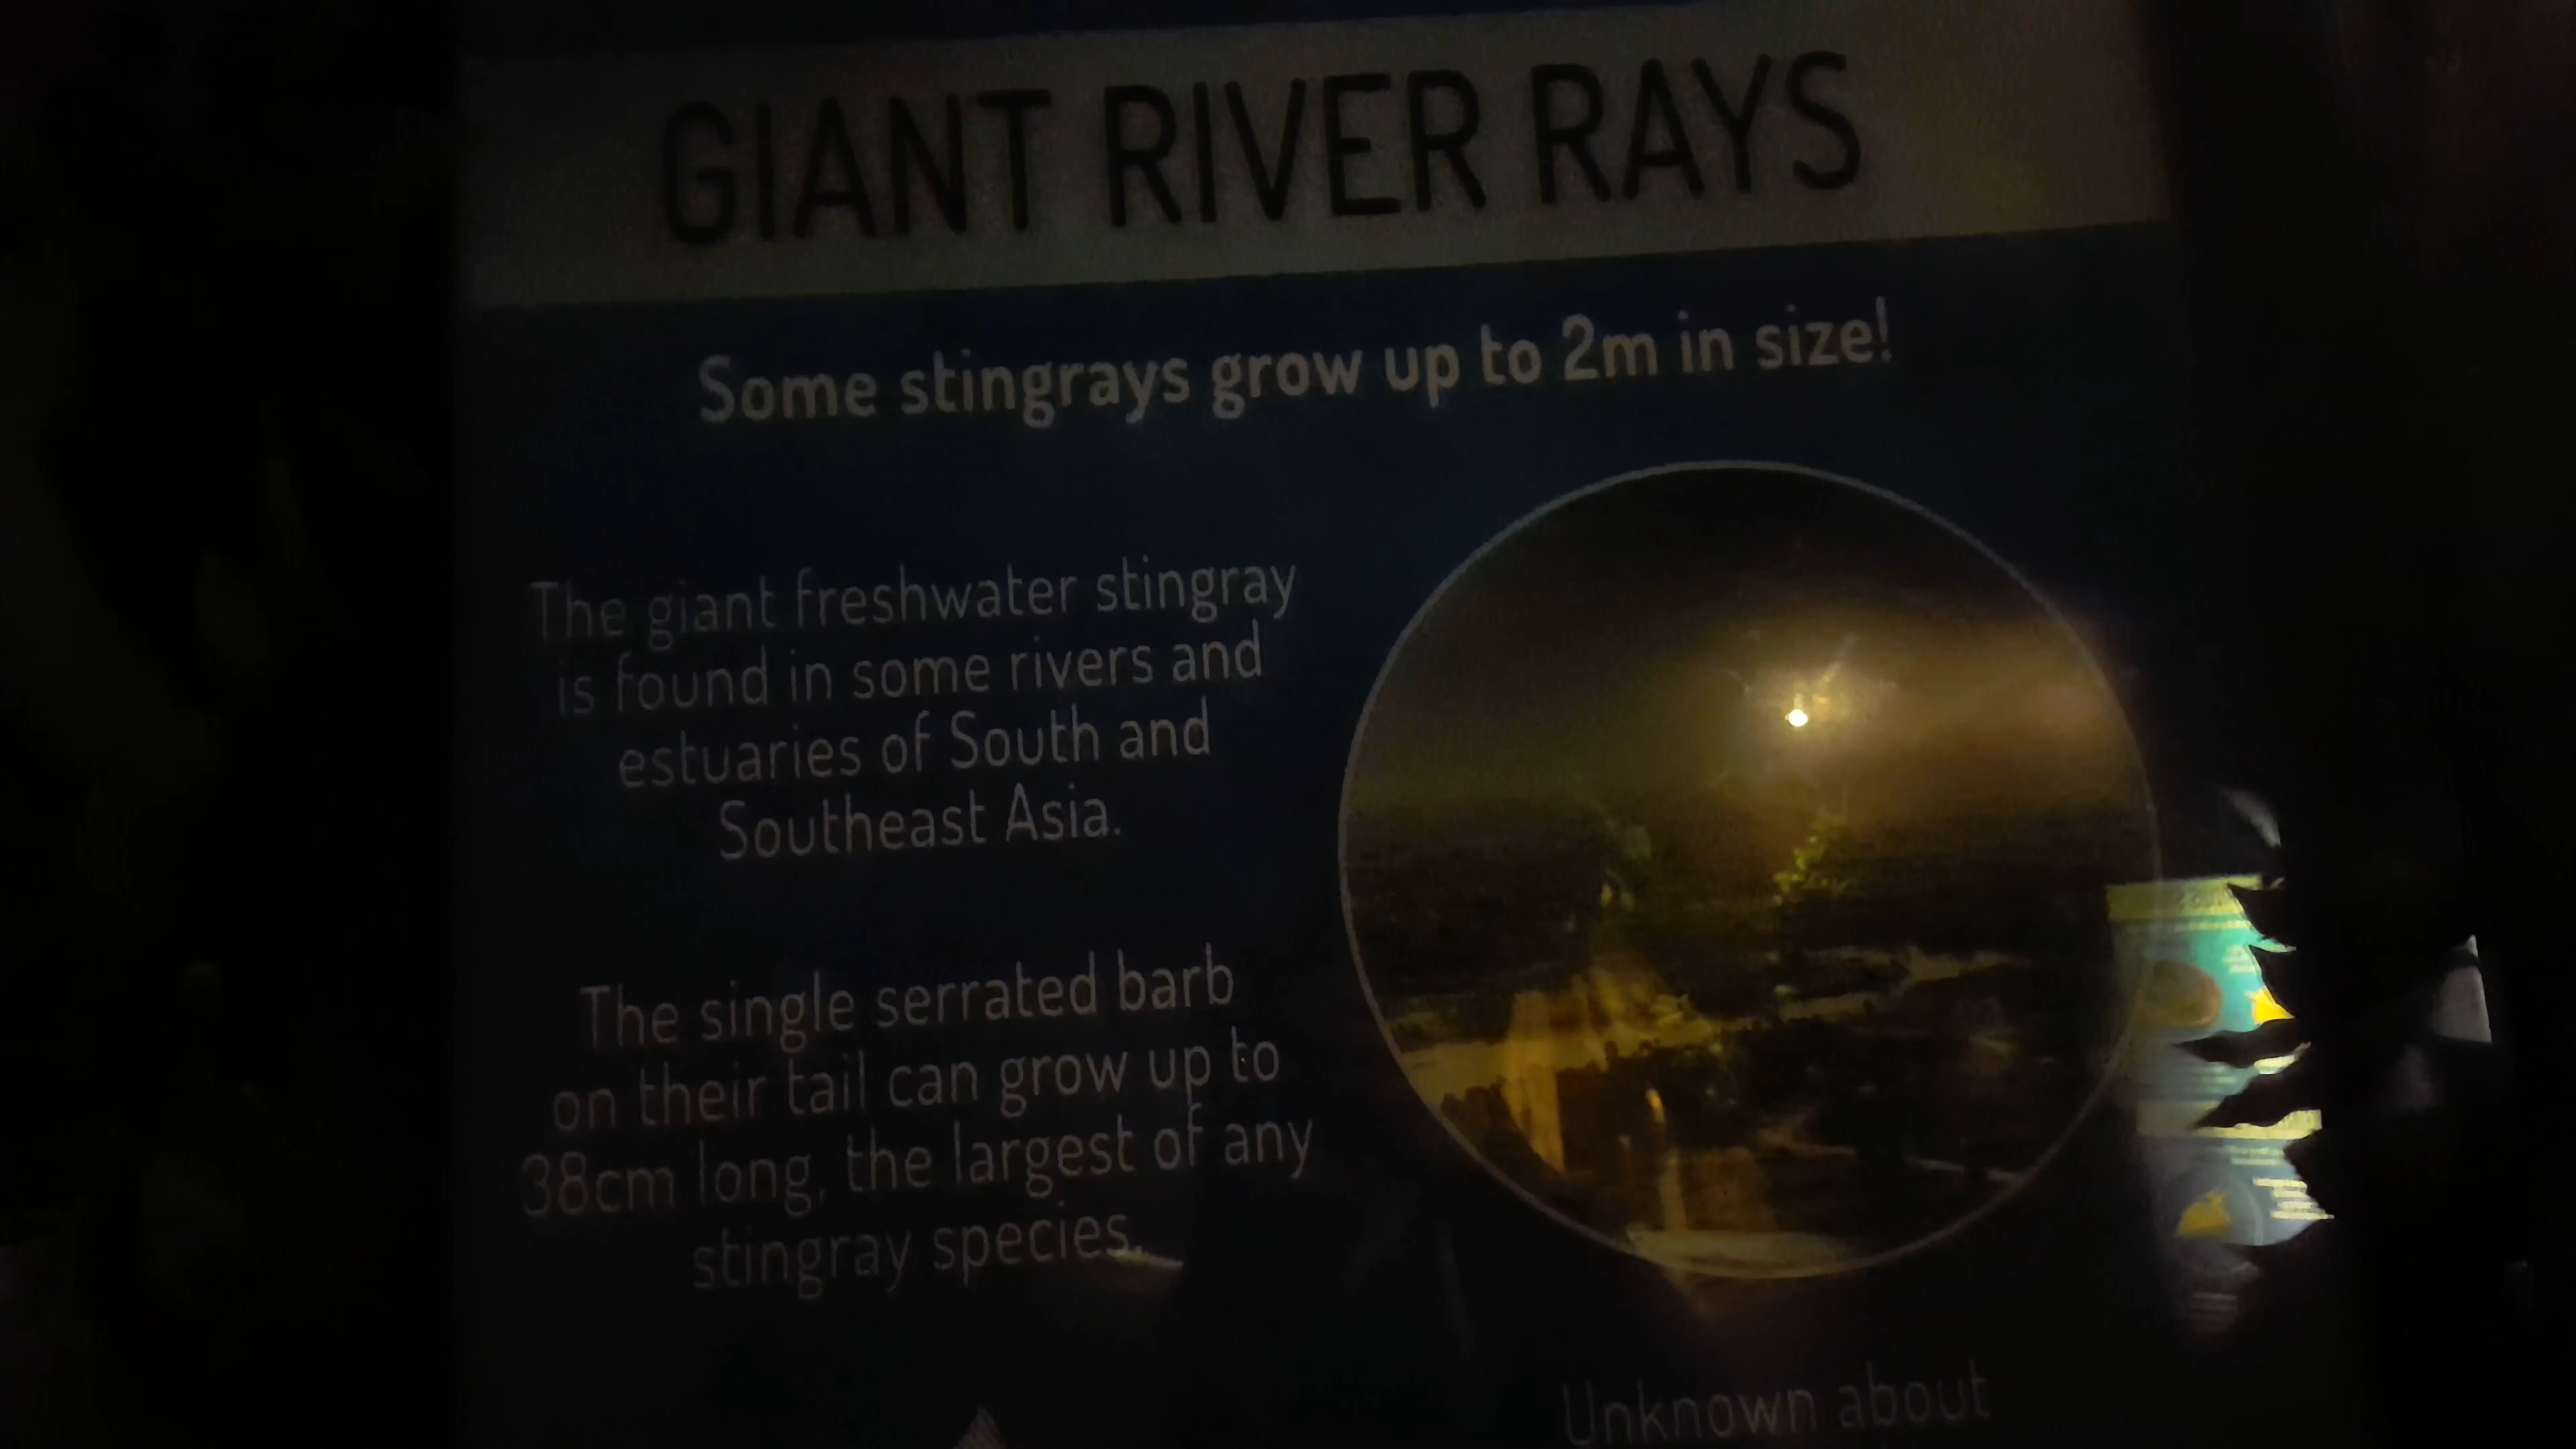 GIANT RIVER RAYS
Some stingrays grow up to 2m in size!
The giant freshwater stingray
is found in some rivers and
estuaries of South and
Southeast Asia.
The single serrated barb
on their tail can grow up to
38cm long, the largest of any
stingray species.
Unknown about